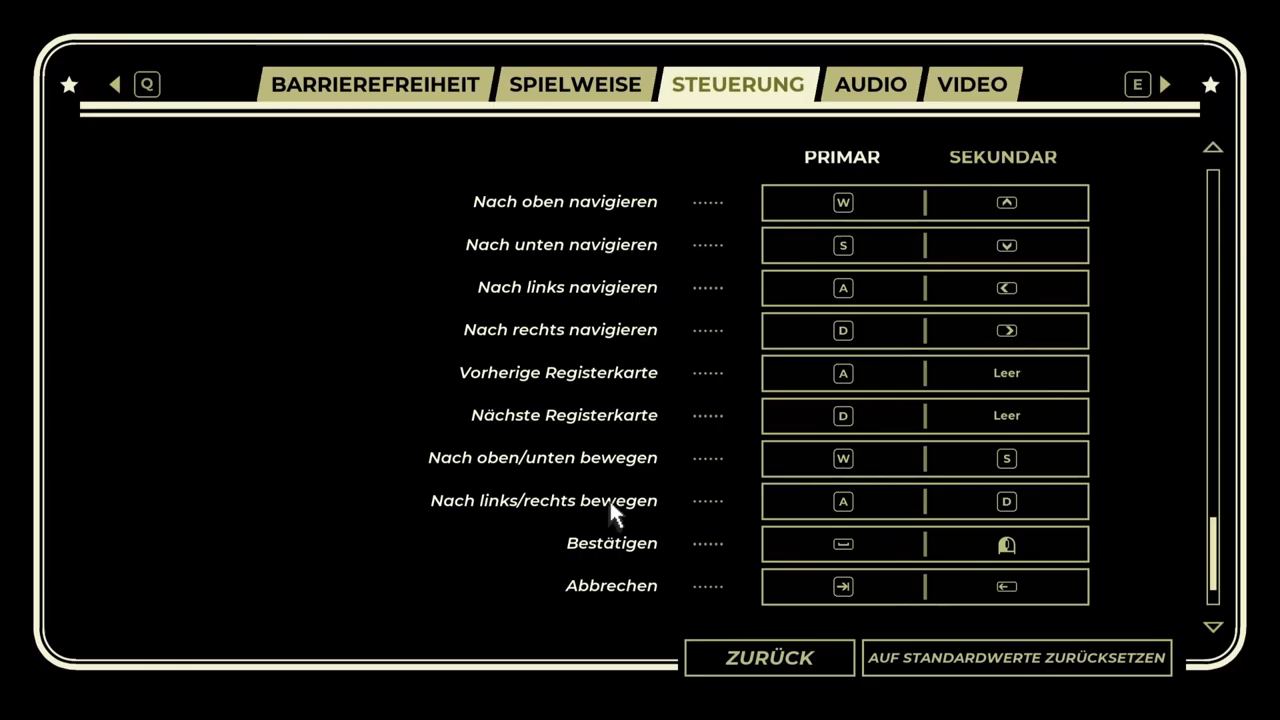 Q BARRIEREFREIHEIT SPIELWEISE STEUERUNG AUDIO VIDEO E
PRIMAR SEKUNDAR
Nach oben navigieren ...... W
Nach unten navigieren ...... S
Nach links navigieren ...... A
Nach rechts navigieren ...... D
Vorherige Registerkarte ...... A Leer
Nächste Registerkarte ...... D Leer
Nach oben/unten bewegen ...... W S
Nach links/rechts bewegen ...... A D
Bestätigen ......
Abbrechen ......
ZURÜCK AUF STANDARDWERTE ZURÜCKSETZEN